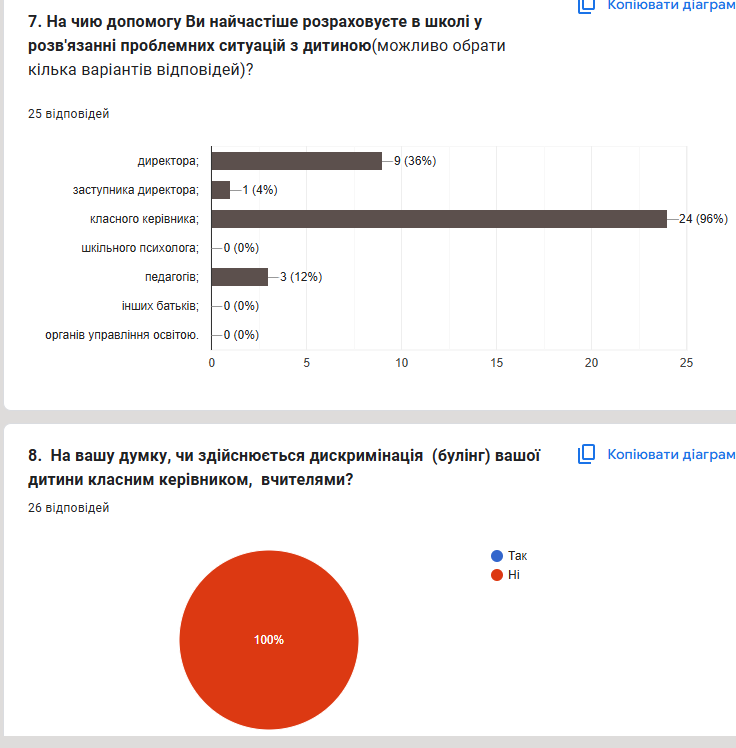 Копіювати діаграм
7. На чию допомогу Ви найчастіше розраховуєте в школі у
розв'язанні проблемних ситуацій з дитиною(можливо обрати
кілька варіантів відповідей)?
25 відповідей
директора;
9 (36%)
заступника директора;
1 (4%)
класного керівника;
24 (96%)
шкільного психолога;
0 (0%)
педагогів;
3 (12%)
інших батьків;
0 (0%)
органів управління освітою.
0 (0%)
0 5 10 15 20 25
8. На вашу думку, чи здійснюється дискримінація (булінг) вашої
дитини класним керівником, вчителями?
Копіювати діаграм
26 відповідей
Так
Ні
100%